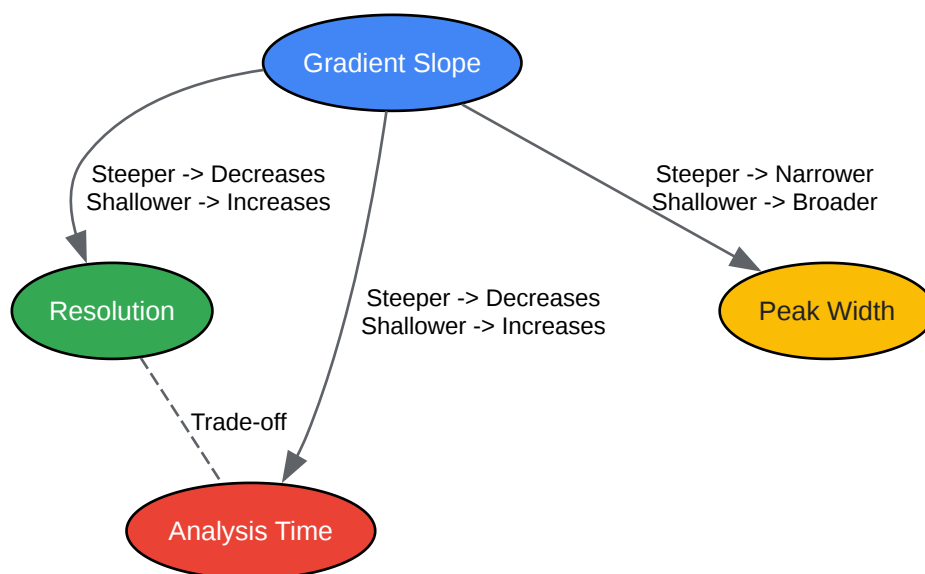 Gradient Slope
Steeper -> Decreases
Shallower -> Increases
Steeper -> Narrower
Shallower -> Broader
Resolution
Steeper -> Decreases
Shallower -> Increases
Peak Width
Trade-off
Analysis Time